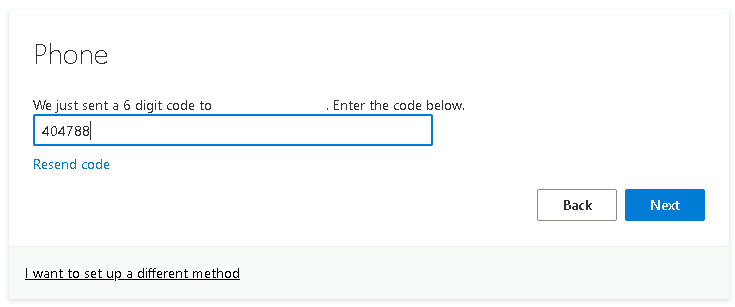 Phone
We just sent a 6 digit code to . Enter the code below.
404788
Resend code
Back
Next
I want to set up a different method